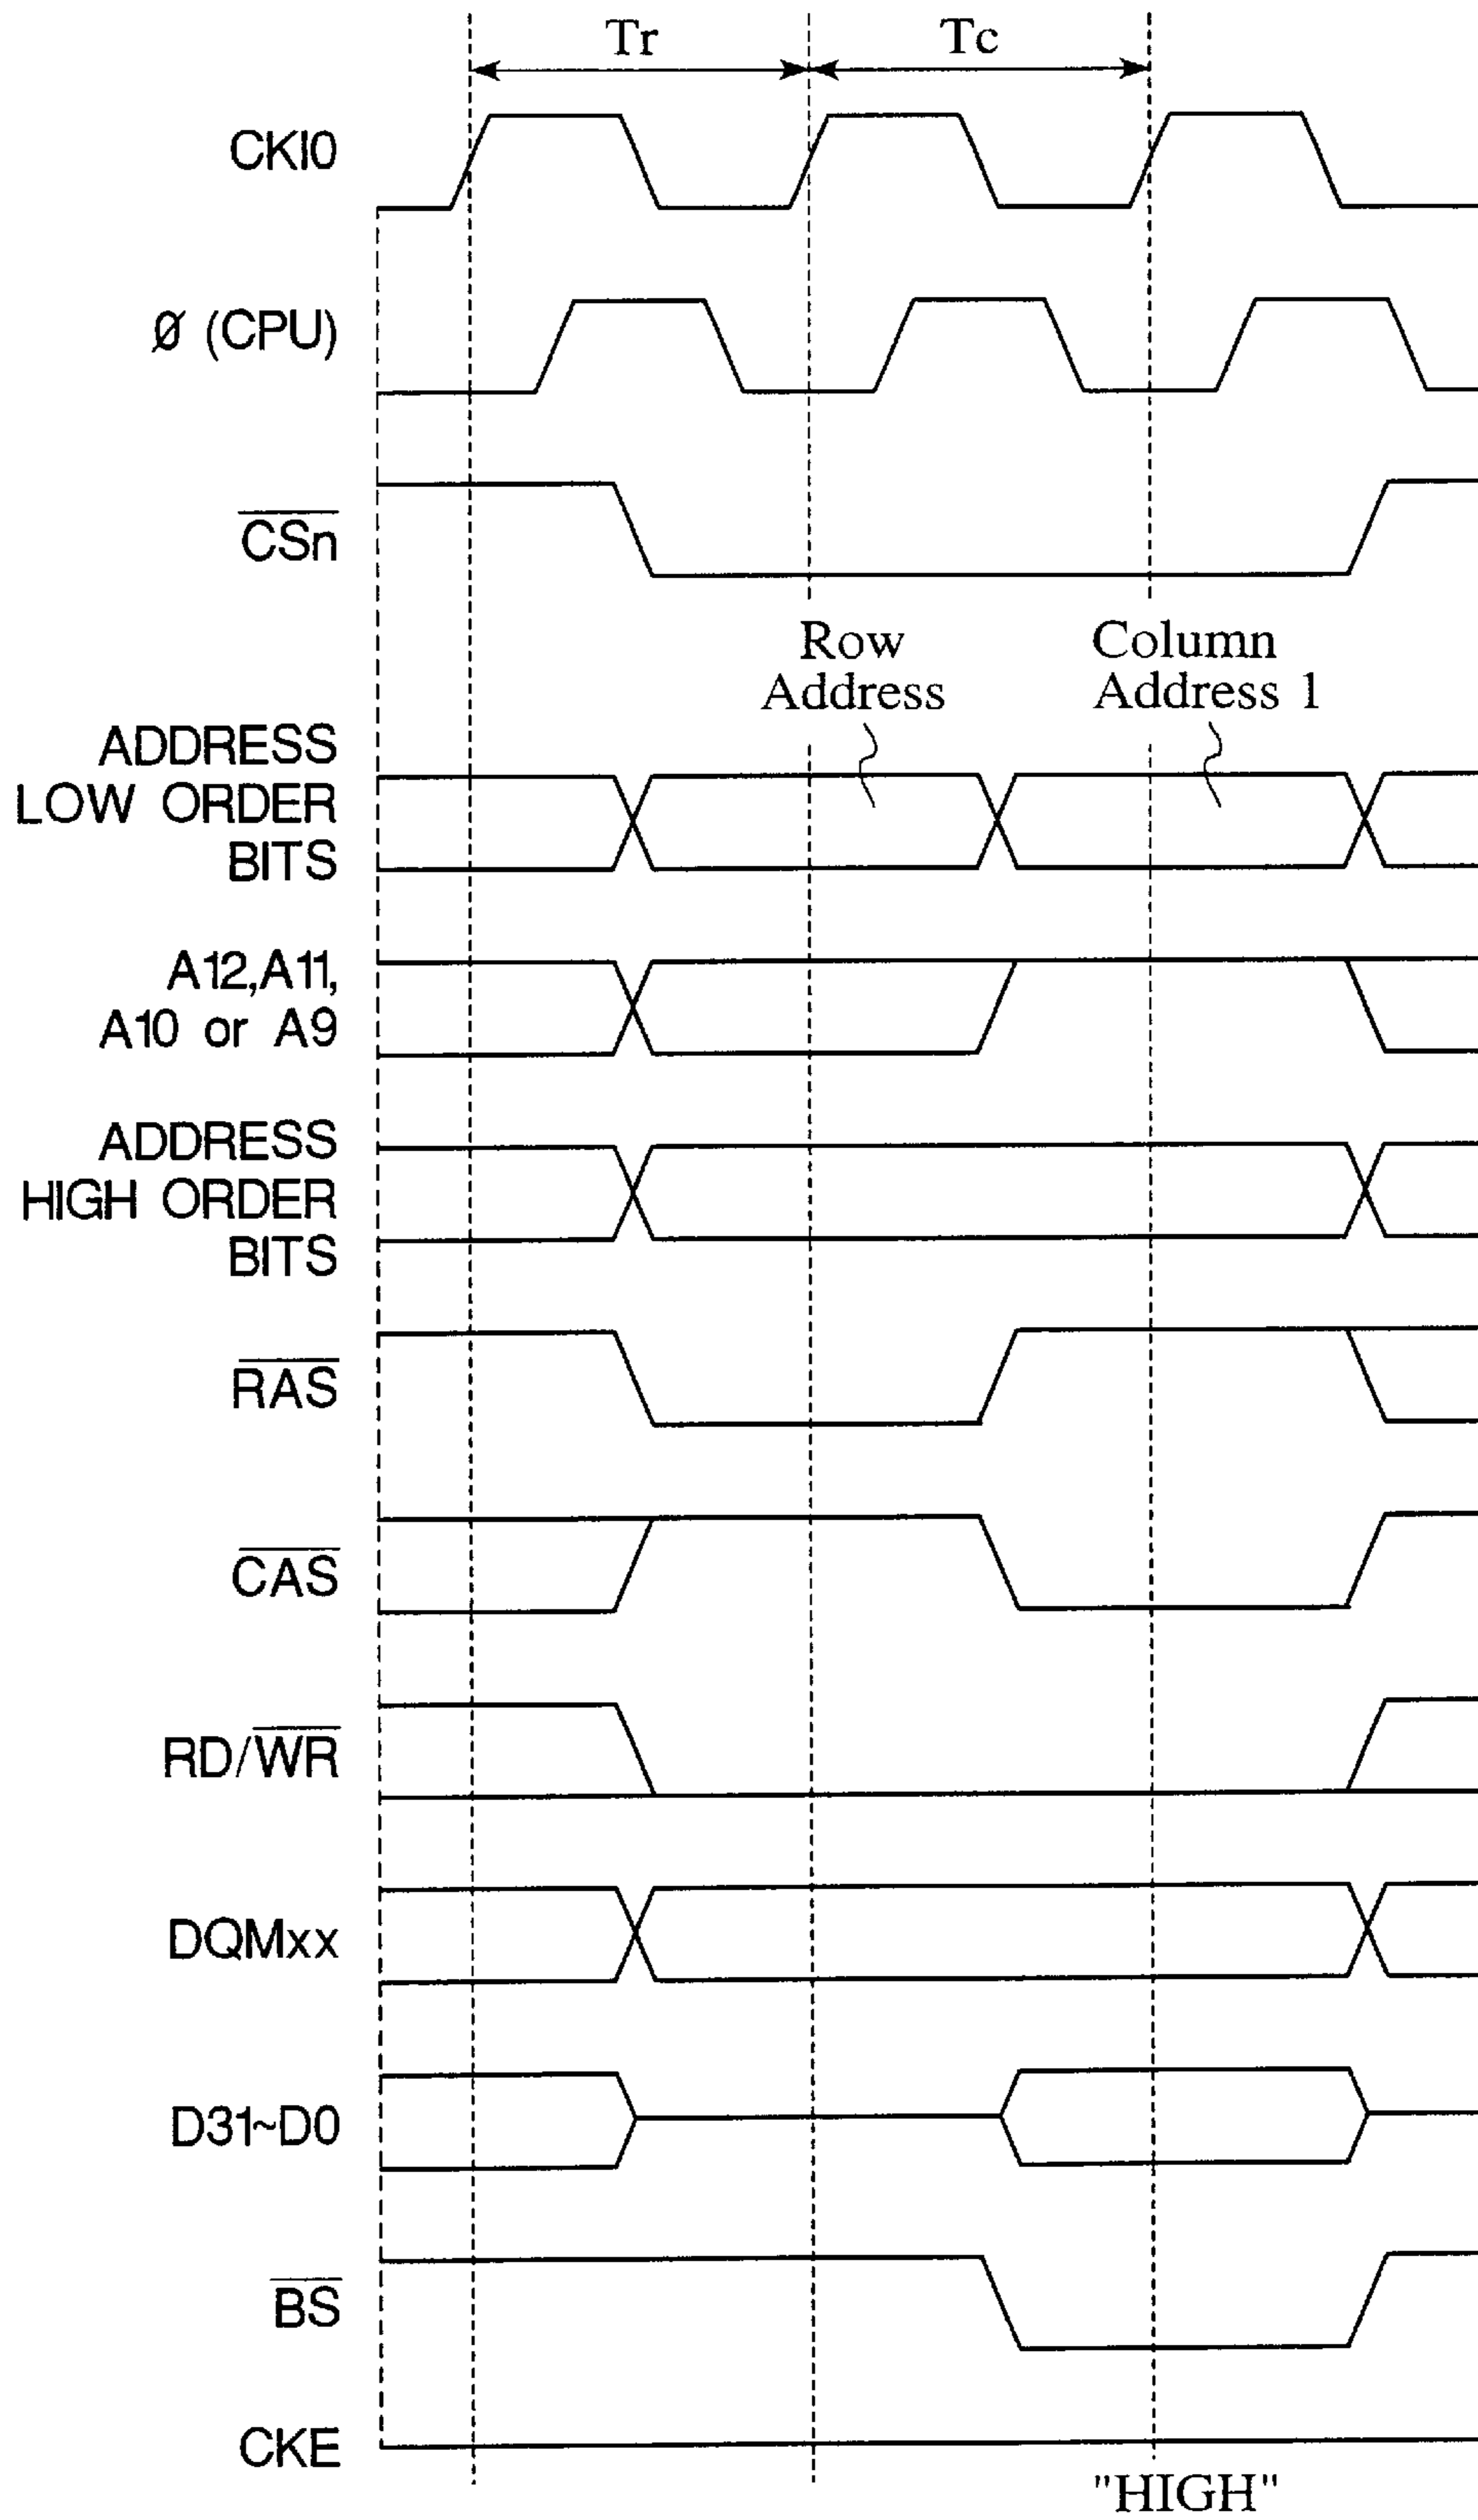 Tr
Tc
CKI0
Ø (CPU)
CSn
Row
Address
Column
Address 1
ADDRESS
LOW ORDER
BITS
A12,A11,
A10 or A9
ADDRESS
HIGH ORDER
BITS
RAS
CAS
RD/WR
DQMxx
D31~D0
BS
CKE
"HIGH"